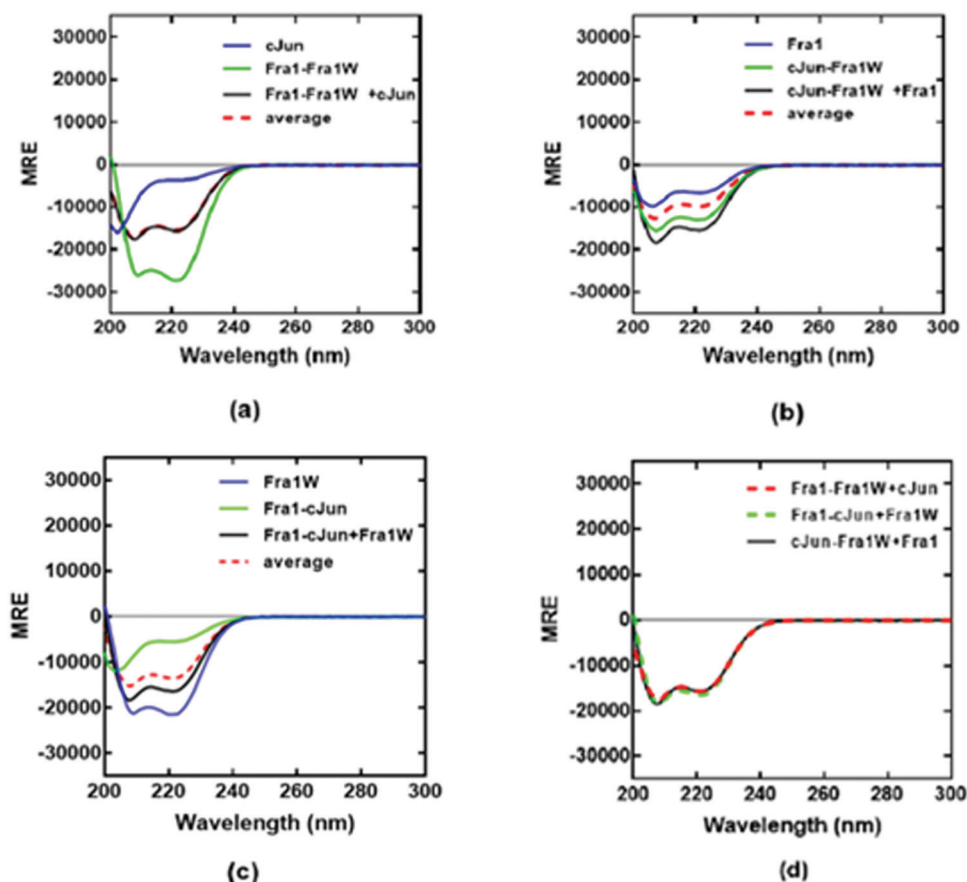 30000
20000
10000
0
-10000
-20000
-30000
MRE
cJun
Fra1-Fra1W
Fra1-Fra1W +cJun
average
200 220 240 260 280 300
Wavelength (nm)
(a)
30000
20000
10000
0
-10000
-20000
-30000
MRE
Fra1
cJun-Fra1W
cJun-Fra1W +Fra1
average
200 220 240 260 280 300
Wavelength (nm)
(b)
30000
20000
10000
0
-10000
-20000
-30000
MRE
Fra1W
Fra1-cJun
Fra1-cJun+Fra1W
average
200 220 240 260 280 300
Wavelength (nm)
(c)
30000
20000
10000
0
-10000
-20000
-30000
MRE
Fra1-Fra1W+cJun
Fra1-cJun+Fra1W
cJun-Fra1W+Fra1
200 220 240 260 280 300
Wavelength (nm)
(d)